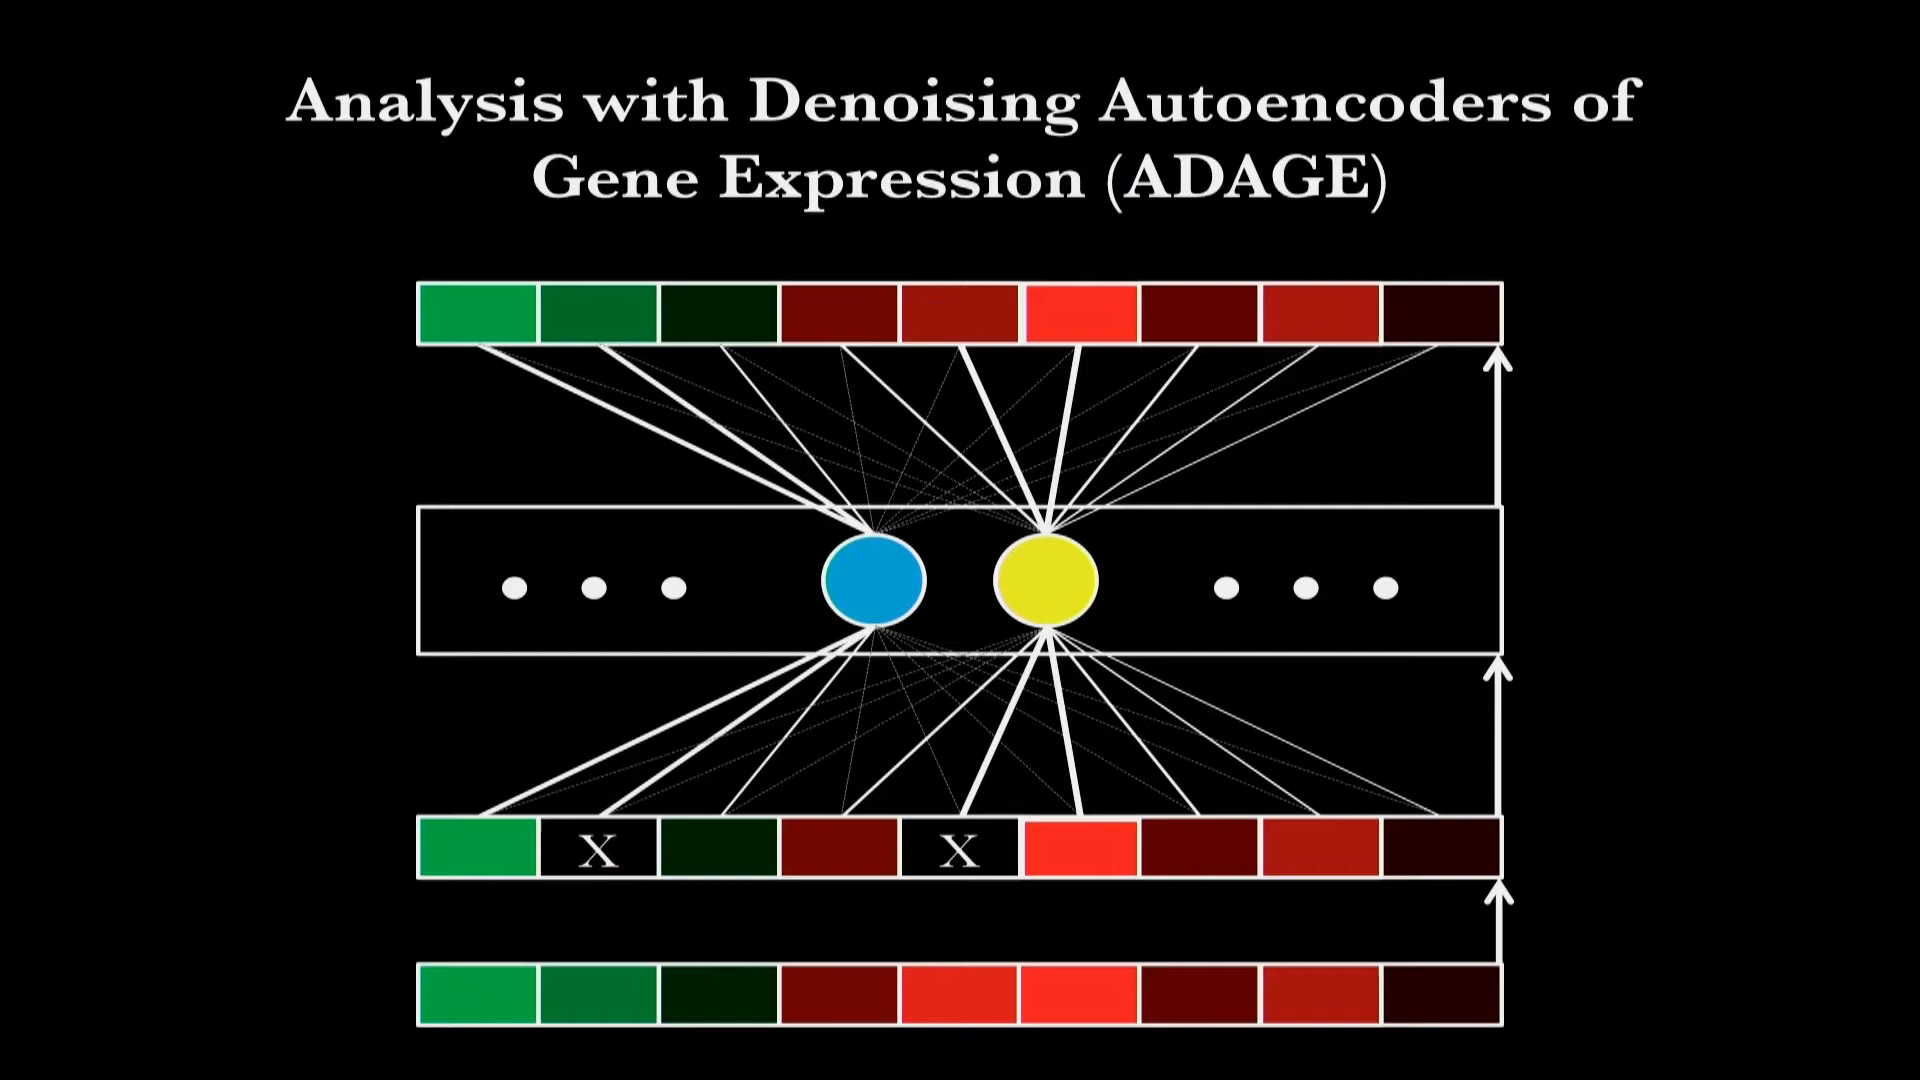 Analysis with Denoising Autoencoders of
Gene Expression (ADAGE)
X X